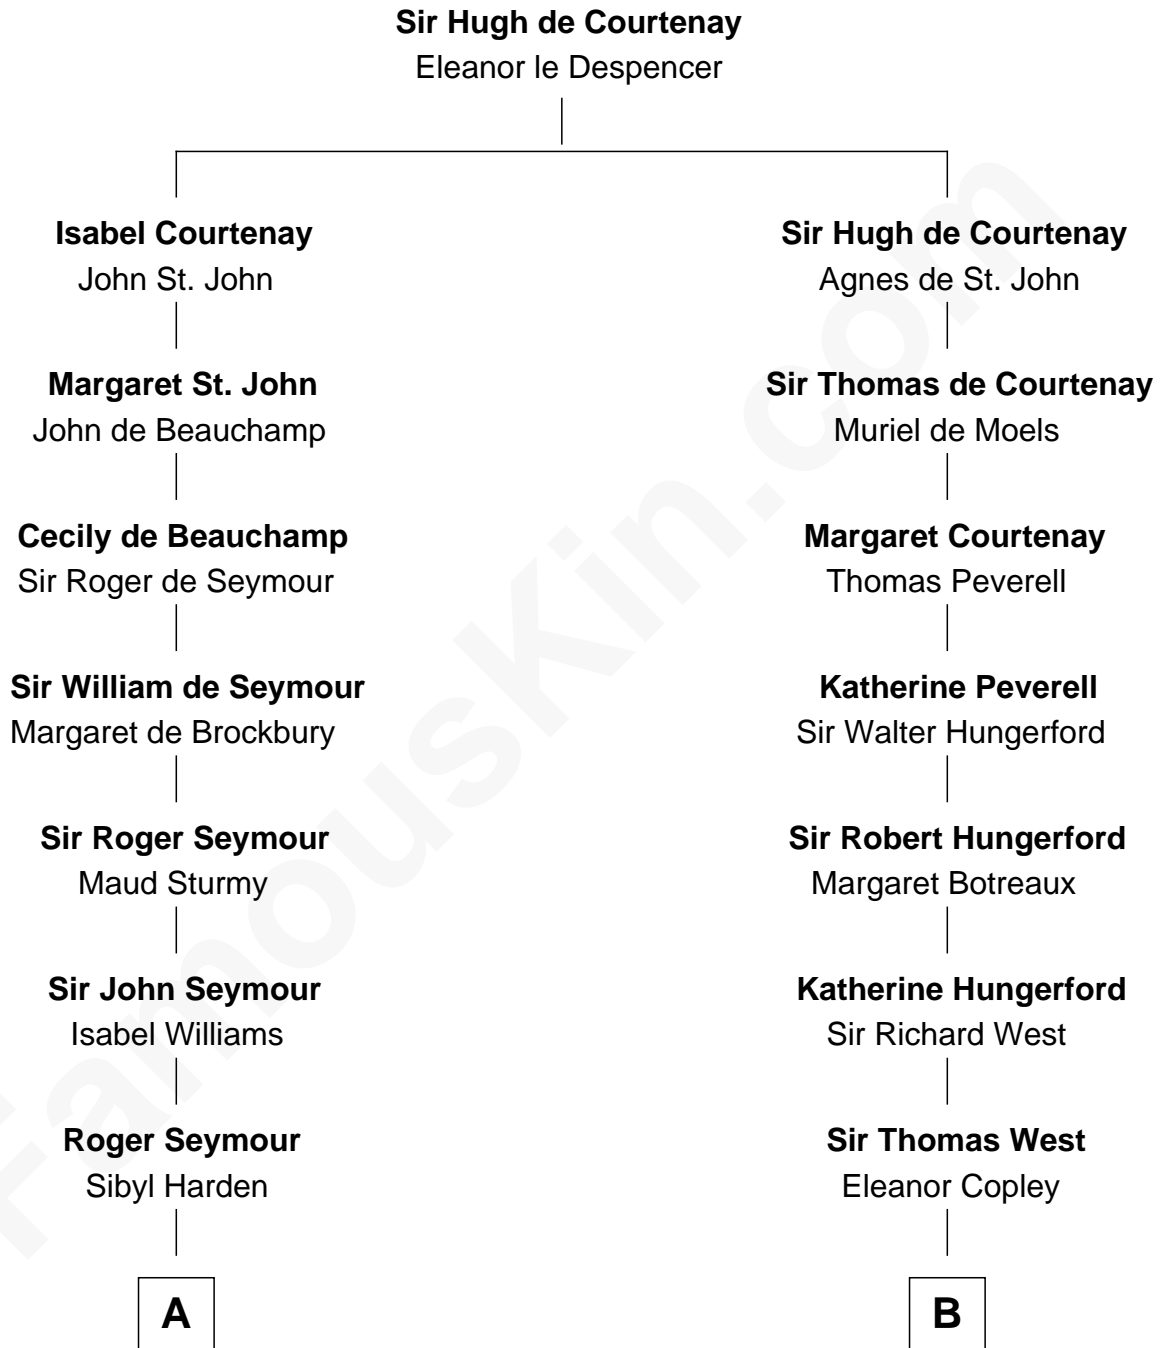 Sir Hugh de Courtenay
Eleanor le Despencer
Isabel Courtenay
John St. John
Sir Hugh de Courtenay
Agnes de St. John
Margaret St. John
John de Beauchamp
Sir Thomas de Courtenay
Muriel de Moels
Cecily de Beauchamp
Sir Roger de Seymour
Margaret Courtenay
Thomas Peverell
Sir William de Seymour
Margaret de Brockbury
Katherine Peverell
Sir Walter Hungerford
Sir Roger Seymour
Maud Sturmy
Sir Robert Hungerford
Margaret Botreaux
Sir John Seymour
Isabel Williams
Katherine Hungerford
Sir Richard West
Roger Seymour
Sibyl Harden
Sir Thomas West
Eleanor Copley
A
B
FamousKin.com